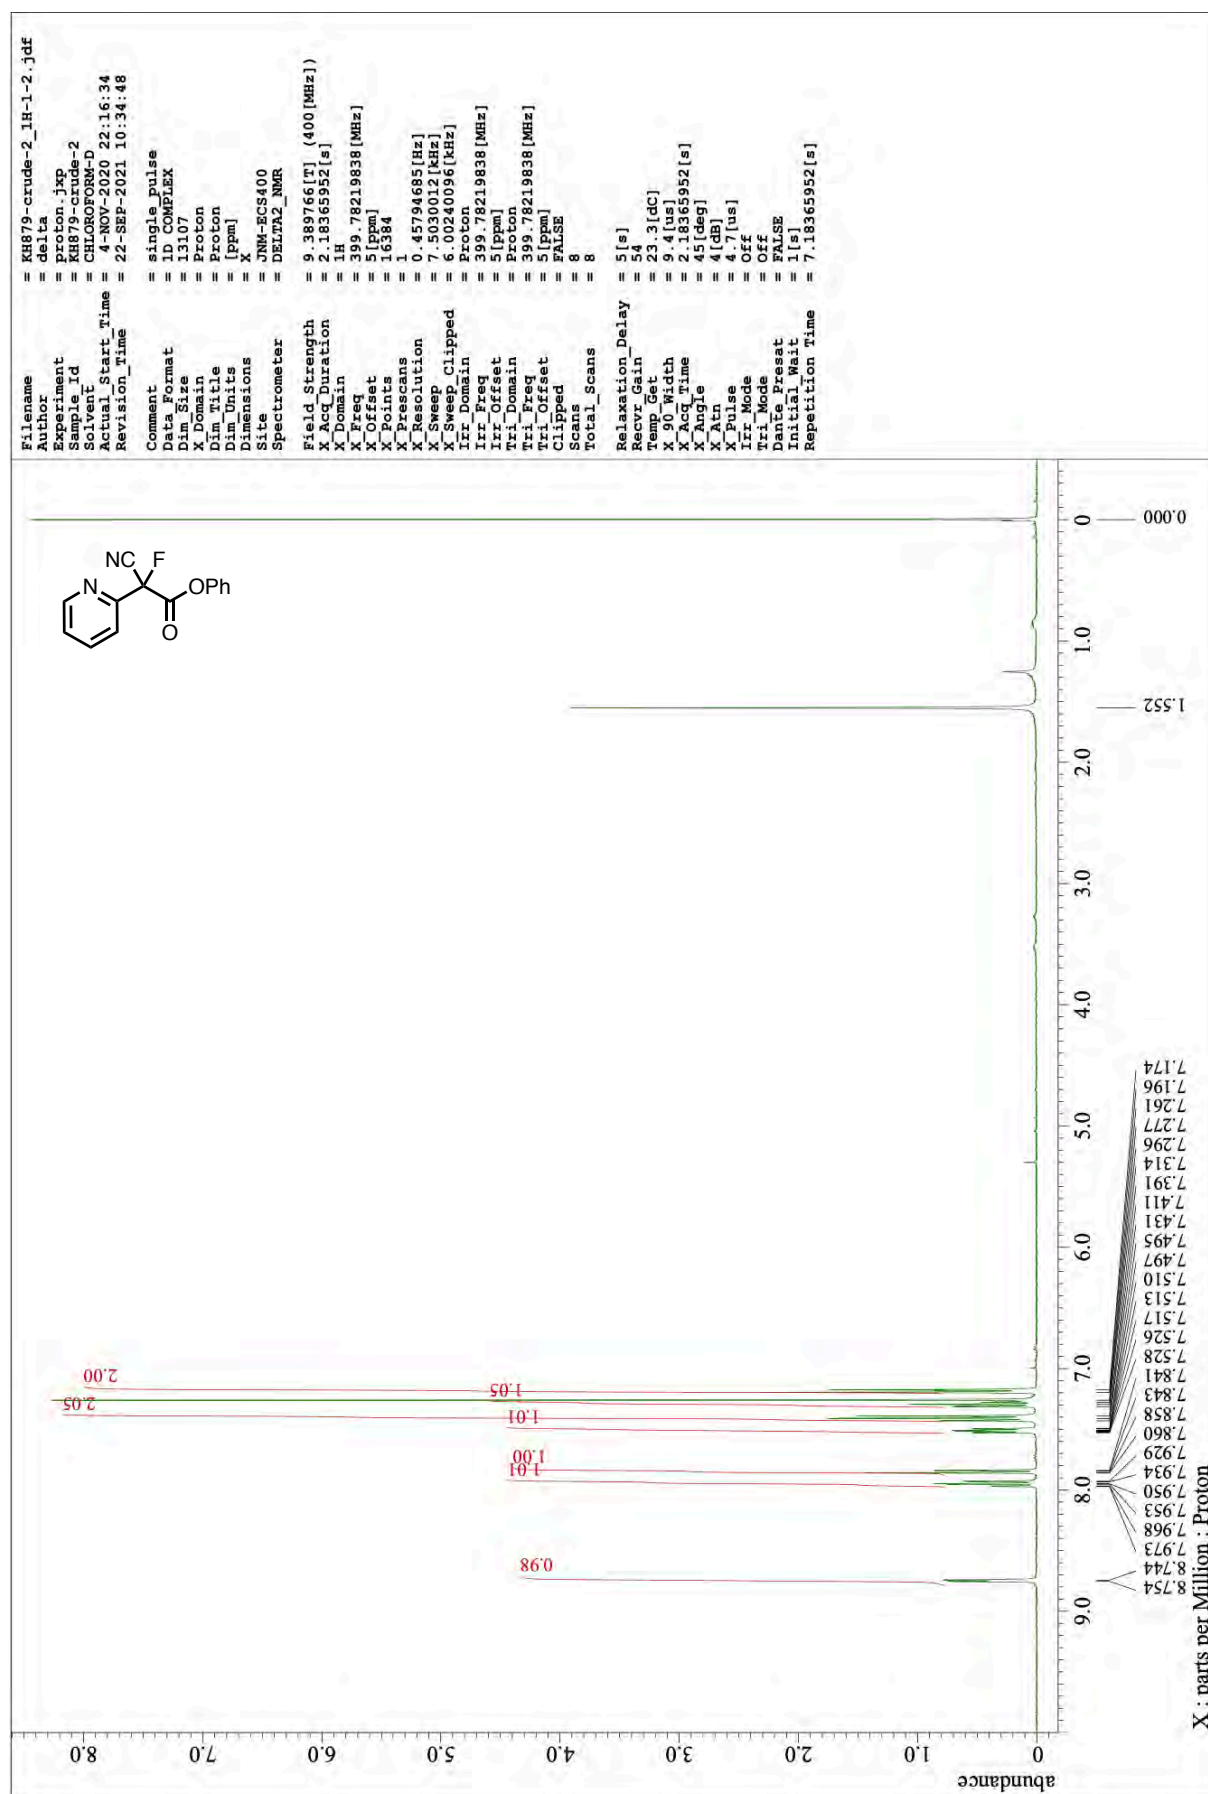 Filename = KH879-crude-2_1H-1-2.jdf
Author = delta
Experiment = proton.jxp
Sample_Id = KH879-crude-2
Solvent = CHLOROFORM-D
Actual_Start_Time = 4-NOV-2020 22:16:34
Revision_Time = 22-SEP-2021 10:34:48
Comment = single_pulse
Data_Format = 1D COMPLEX
Dim_Size = 13107
X_Domain = Proton
Dim_Title = Proton
Dim_Units = [ppm]
Dimensions = X
Site = JNM-ECS400
Spectrometer = DELTA2_NMR
Field_Strength = 9.389766[T] (400[MHz])
X_Acq_Duration = 2.18365952[s]
X_Domain = 1H
X_Freq = 399.78219838[MHz]
X_Offset = 5[ppm]
X_Points = 16384
X_Prescans = 1
X_Resolution = 0.45794685[Hz]
X_Sweep = 7.5030012[kHz]
X_Sweep_Clipped = 6.00240096[kHz]
Irr_Domain = Proton
Irr_Freq = 399.78219838[MHz]
Irr_Offset = 5[ppm]
Tri_Domain = Proton
Tri_Freq = 399.78219838[MHz]
Tri_Offset = 5[ppm]
Clipped = FALSE
Scans = 8
Total_Scans = 8
Relaxation_Delay = 5[s]
Recvr_Gain = 54
Temp_Get = 23.3[dC]
X_90_Width = 9.4[us]
X_Acq_Time = 2.18365952[s]
X_Angle = 45[deg]
X_Atn = 4[dB]
X_Pulse = 4.7[us]
Irr_Mode = Off
Tri_Mode = Off
Dante_Presat = FALSE
Initial_Wait = 1[s]
Repetition_Time = 7.18365952[s]
NC F
N
OPh
O
abundance
0 1.0 2.0 3.0 4.0 5.0 6.0 7.0 8.0
0.98
1.01
1.00
1.01
2.05
1.05
2.00
9.0 8.0 7.0 6.0 5.0 4.0 3.0 2.0 1.0 0
8.754
8.744
7.973
7.968
7.953
7.950
7.934
7.929
7.860
7.858
7.843
7.841
7.528
7.526
7.517
7.513
7.510
7.497
7.495
7.431
7.411
7.391
7.314
7.296
7.277
7.261
7.196
7.174
1.552
0.000
X : parts per Million : Proton